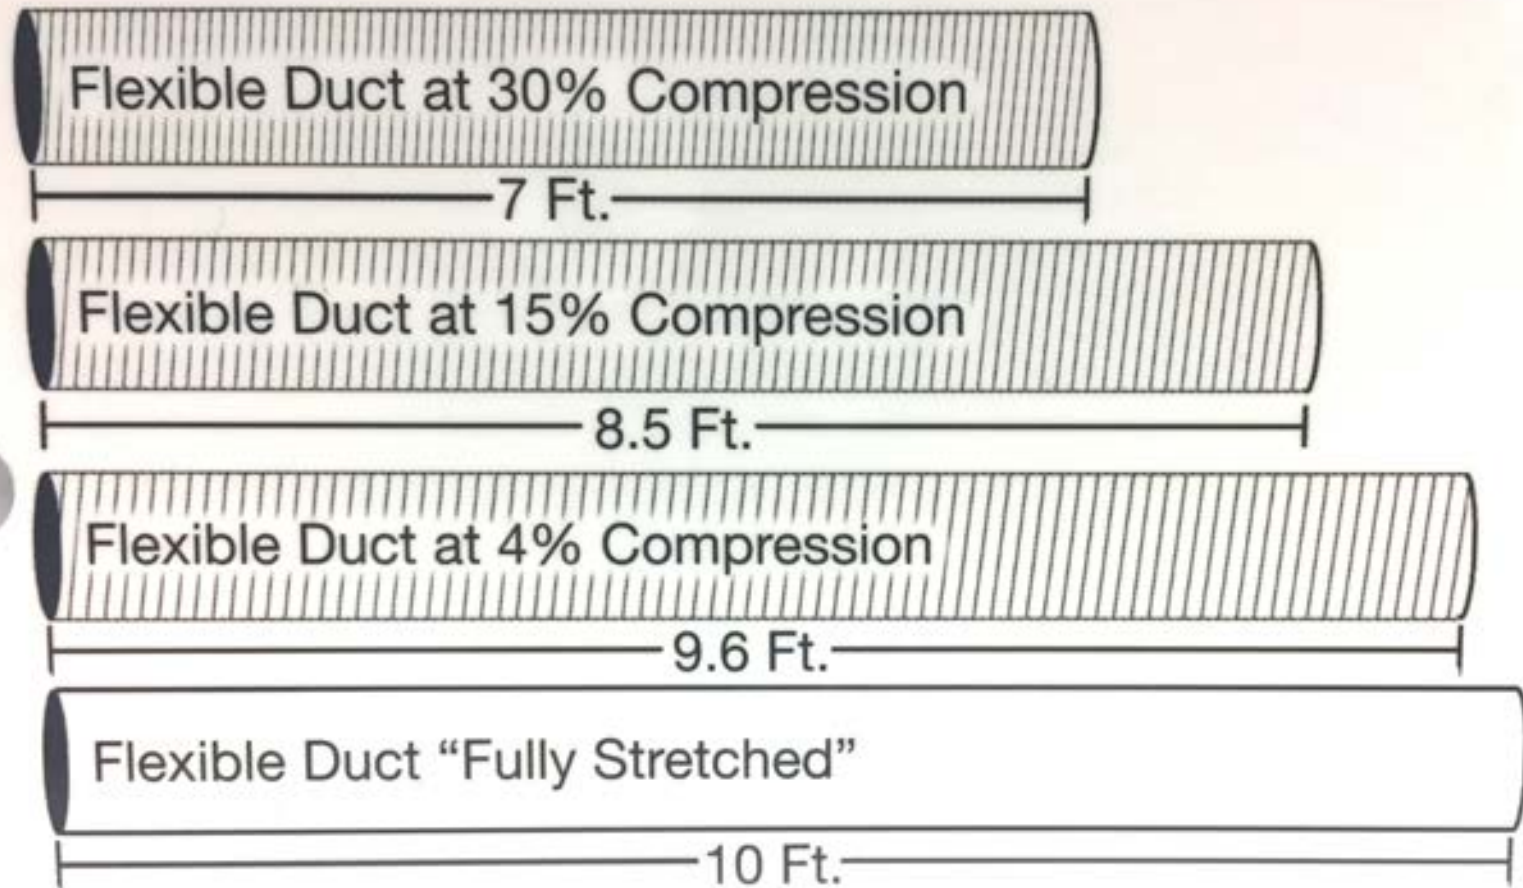 Flexible Duct at 30% Compression
7 Ft.
Flexible Duct at 15% Compression
8.5 Ft.
Flexible Duct at 4% Compression
9.6 Ft.
Flexible Duct “Fully Stretched”
10 Ft.